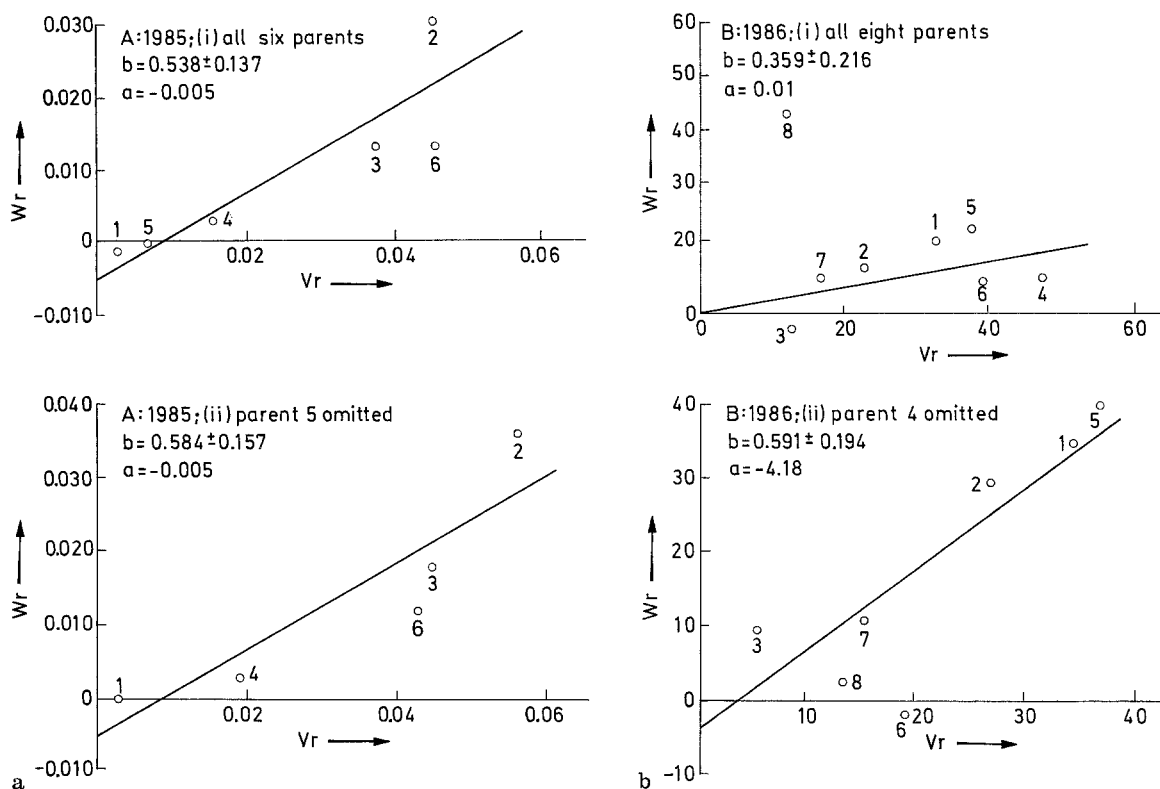 A:1985;(i) all six parents
b=0.538±0.137
a=-0.005
0.030
0.020
0.010
0
-0.010
Wr
1
5
4
3
6
2
0.02
0.04
0.06
Vr
B:1986;(i) all eight parents
b=0.359±0.216
a=0.01
60
50
40
30
20
0
Wr
8
7
2
1
5
6
4
3
0
20
40
60
Vr
A:1985;(ii) parent 5 omitted
b=0.584±0.157
a=-0.005
0.040
0.030
0.020
0.010
0
-0.010
Wr
1
4
3
6
2
0.02
0.04
0.06
Vr
a
B:1986;(ii) parent 4 omitted
b=0.591±0.194
a=-4.18
40
30
20
10
0
-10
Wr
3
7
8
6
2
1
5
10
20
30
40
Vr
b